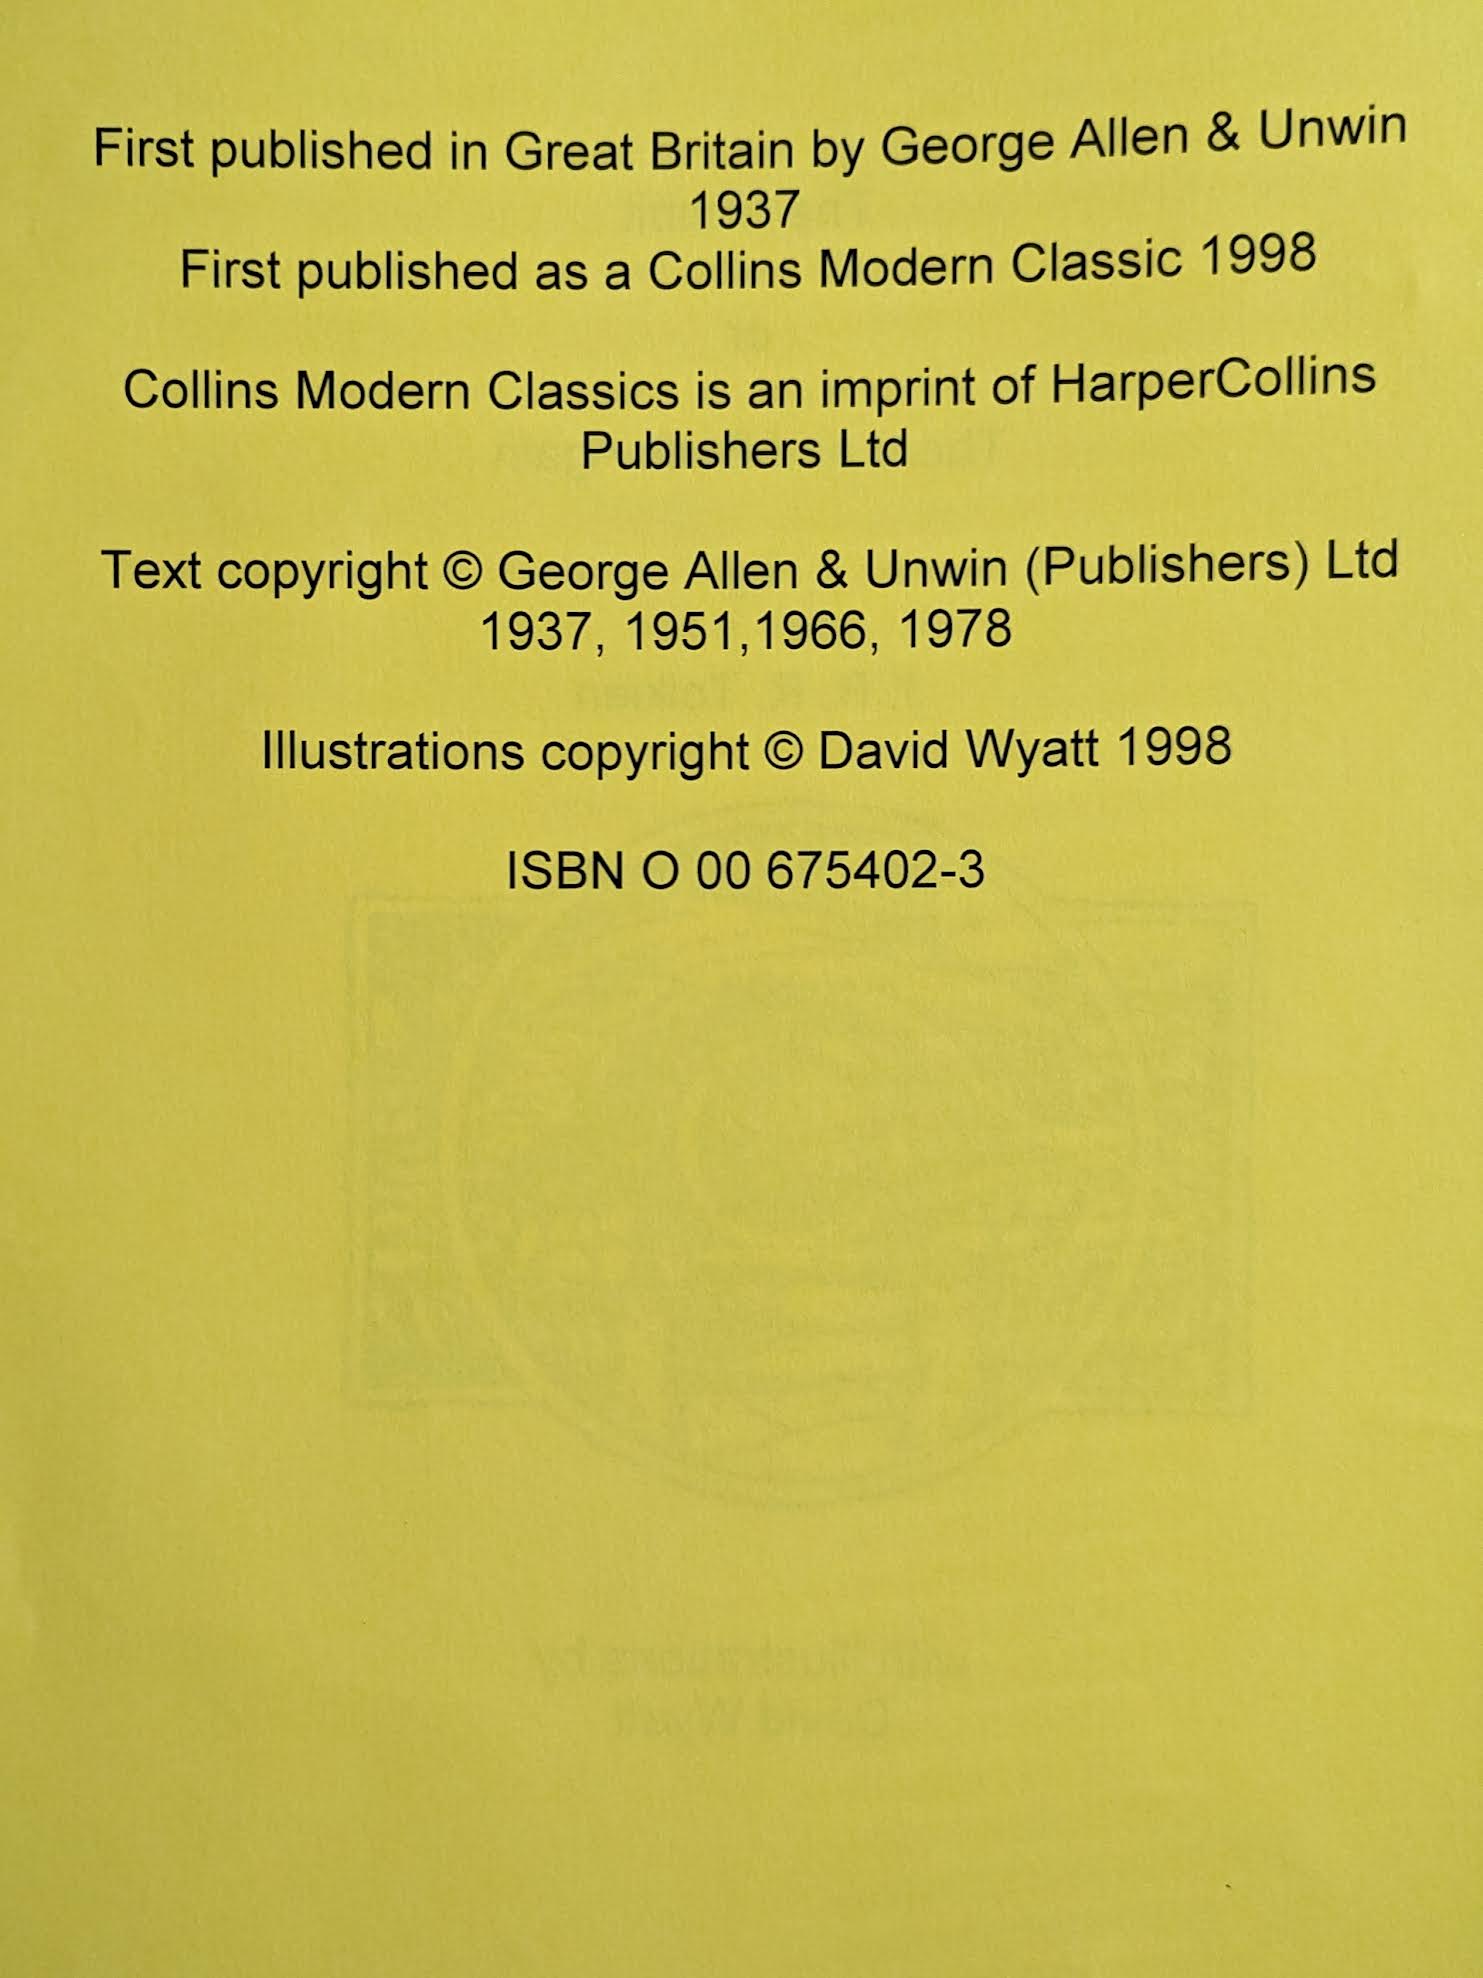 First published in Great Britain by George Allen & Unwin
1937
First published as a Collins Modern Classic 1998
Collins Modern Classics is an imprint of HarperCollins
Publishers Ltd
Text copyright © George Allen & Unwin (Publishers) Ltd
1937, 1951,1966, 1978
Illustrations copyright © David Wyatt 1998
ISBN O 00 675402-3